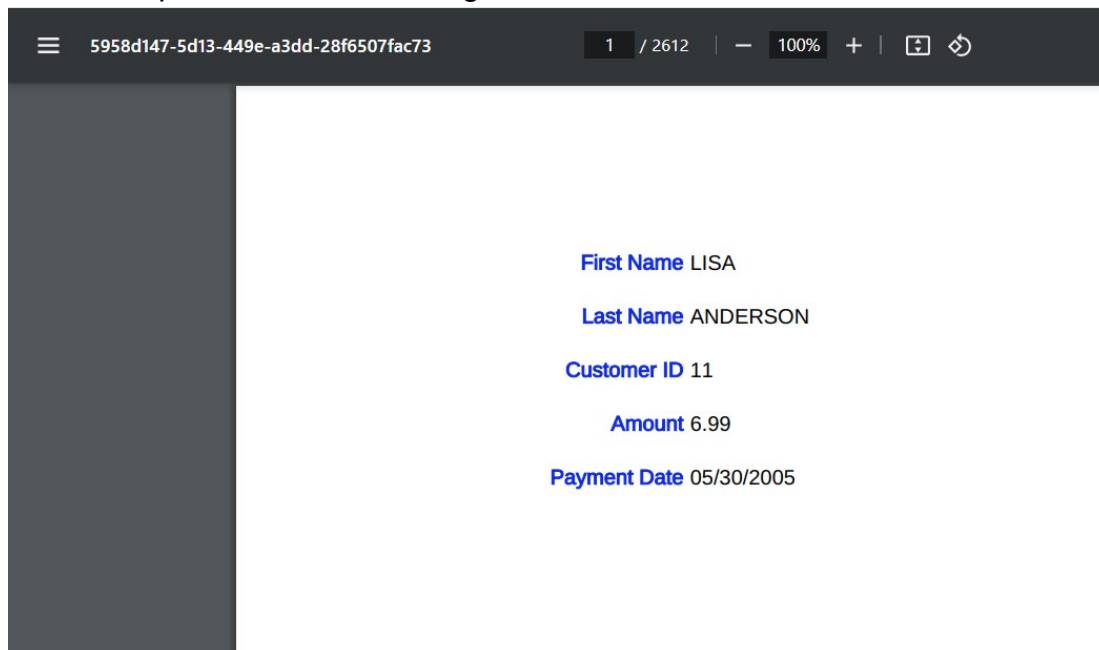 5958d147-5d13-449e-a3dd-28f6507fac73 1 / 2612 | − 100% + |
First Name LISA
Last Name ANDERSON
Customer ID 11
Amount 6.99
Payment Date 05/30/2005